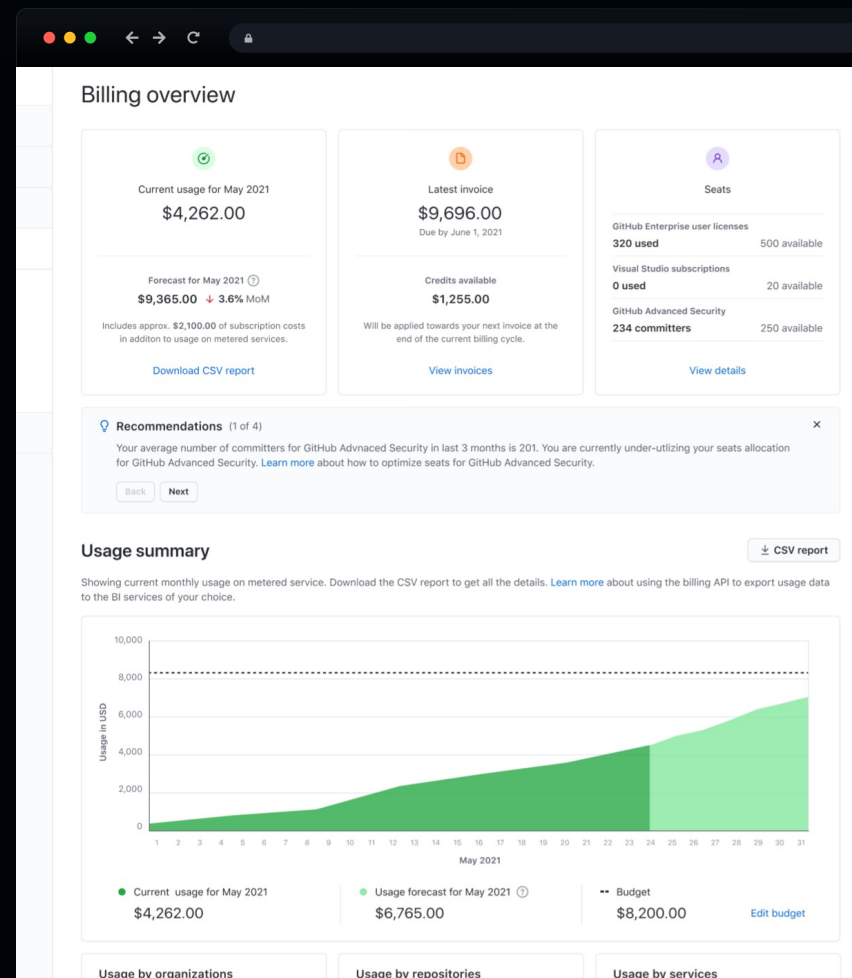 Billing overview
Current usage for May 2021
$4,262.00
Forecast for May 2021
$9,365.00 ↓ 3.6% MoM
Includes approx. $2,100.00 of subscription costs
in additon to usage on metered services.
Download CSV report
Latest invoice
$9,696.00
Due by June 1, 2021
Credits available
$1,255.00
Will be applied towards your next invoice at the
end of the current billing cycle.
View invoices
Seats
GitHub Enterprise user licenses
320 used 500 available
Visual Studio subscriptions
0 used 20 available
GitHub Advanced Security
234 committers 250 available
View details
Recommendations (1 of 4)
Your average number of committers for GitHub Advnaced Security in last 3 months is 201. You are currently under-utlizing your seats allocation
for GitHub Advanced Security. Learn more about how to optimize seats for GitHub Advanced Security.
Back Next
Usage summary
CSV report
Showing current monthly usage on metered service. Download the CSV report to get all the details. Learn more about using the billing API to export usage data
to the BI services of your choice.
Usage in USD
10,000
8,000
6,000
4,000
2,000
0
1 2 3 4 5 6 7 8 9 10 11 12 13 14 15 16 17 18 19 20 21 22 23 24 25 26 27 28 29 30 31
May 2021
Current usage for May 2021
$4,262.00
Usage forecast for May 2021
$6,765.00
Budget
$8,200.00
Edit budget
Usage by organizations
Usage by repositories
Usage by services